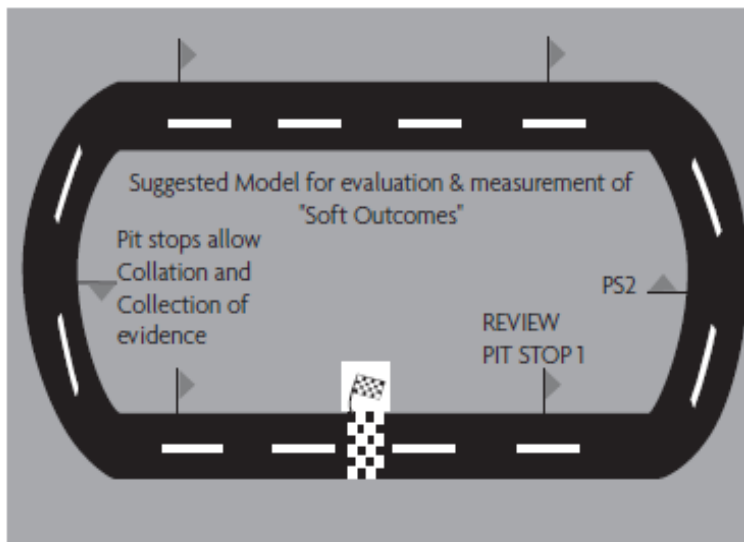 Suggested Model for evaluation & measurement of
"Soft Outcomes"
Pit stops allow
Collation and
Collection of
evidence
PS2
REVIEW
PIT STOP 1